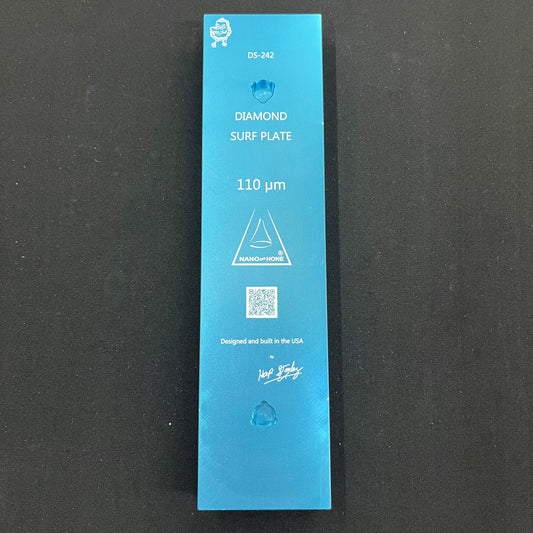 DS-242
DIAMOND
SURF PLATE
110 µm
NANO HONE ®
Designed and built in the USA
by